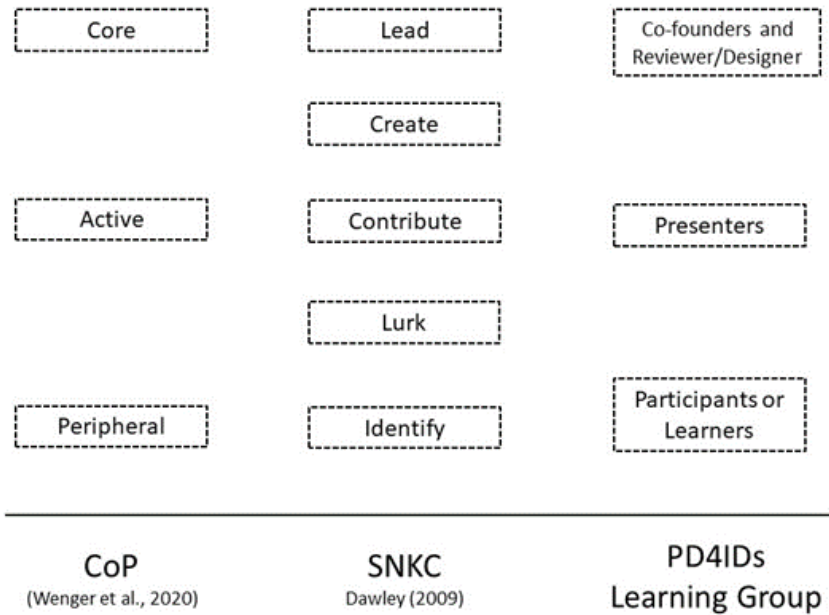 Core
Lead
Co-founders and
Reviewer/Designer
Create
Active
Contribute
Presenters
Lurk
Peripheral
Identify
Participants or
Learners
CoP
(Wenger et al., 2020)
SNKC
Dawley (2009)
PD4IDs
Learning Group